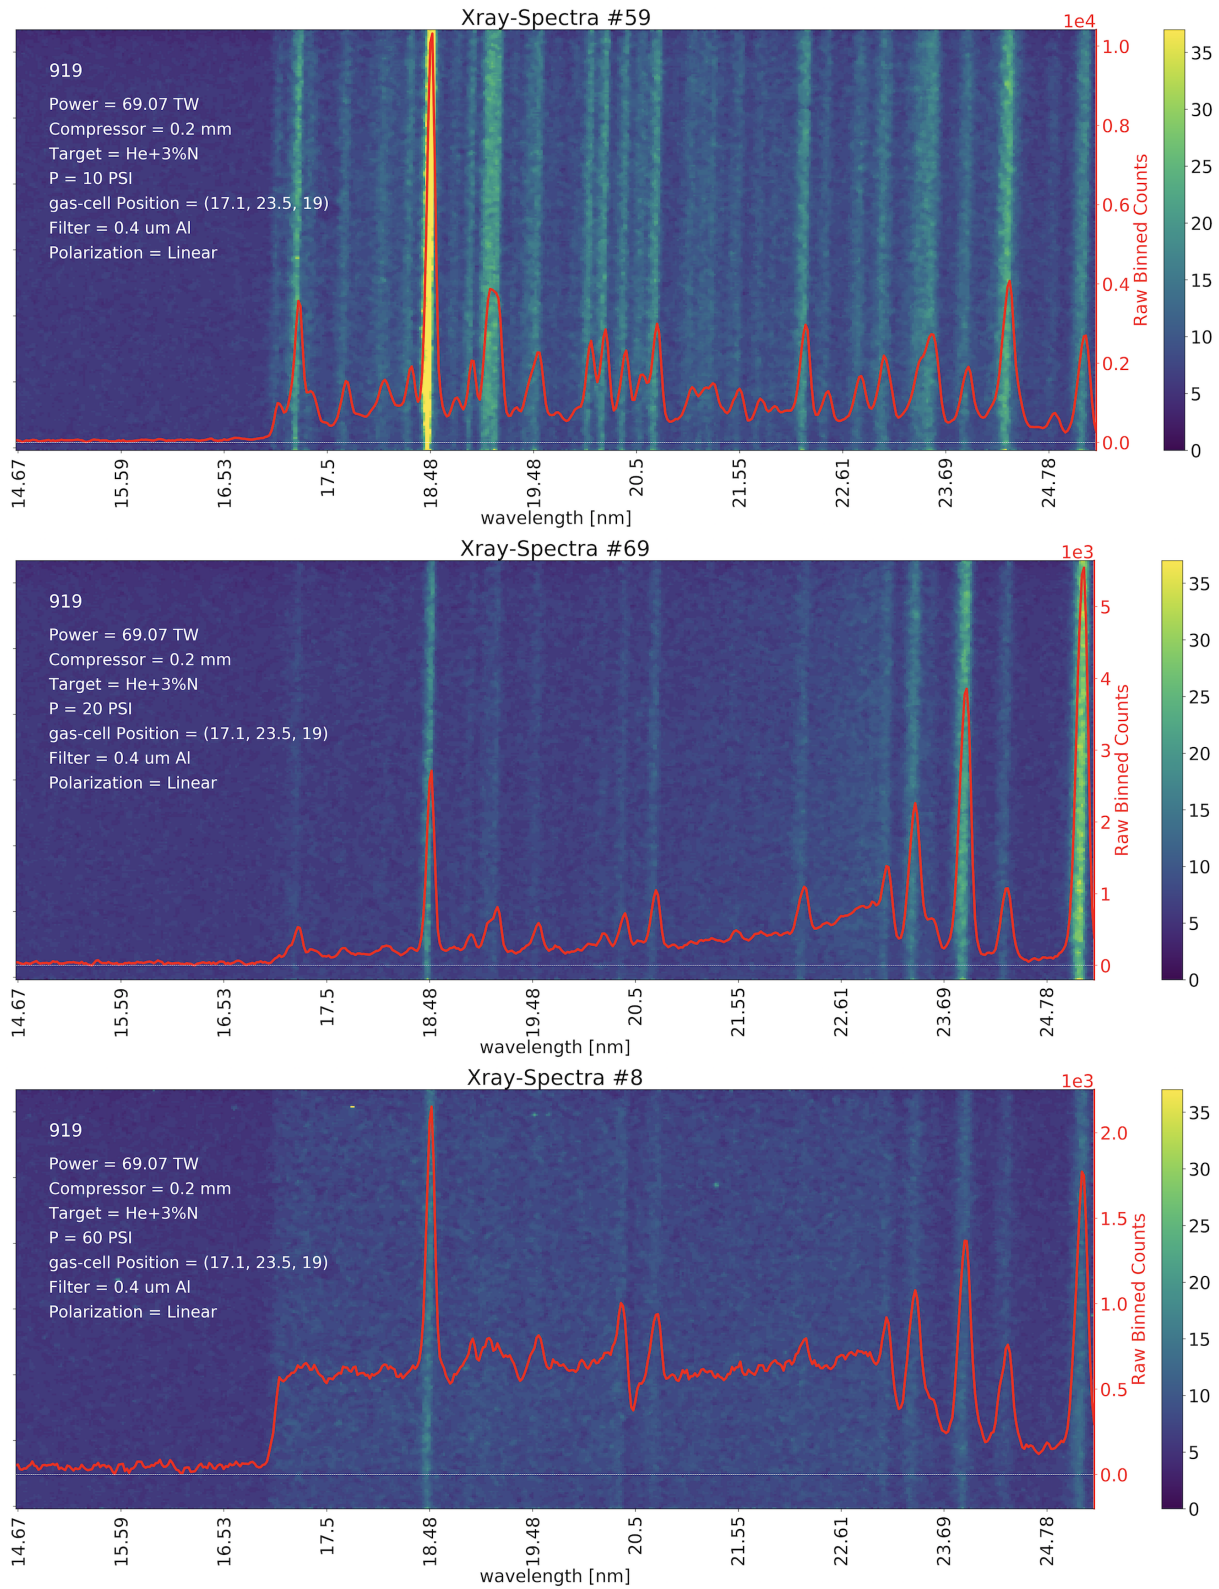 Xray-Spectra #59
1e4
919
Power = 69.07 TW
Compressor = 0.2 mm
Target = He+3%N
P = 10 PSI
gas-cell Position = (17.1, 23.5, 19)
Filter = 0.4 um Al
Polarization = Linear
1.0
0.8
0.6
0.4
0.2
0.0
Raw Binned Counts
35
30
25
20
15
10
5
0
14.67
15.59
16.53
17.5
18.48
19.48
20.5
21.55
22.61
23.69
24.78
wavelength [nm]
Xray-Spectra #69
1e3
919
Power = 69.07 TW
Compressor = 0.2 mm
Target = He+3%N
P = 20 PSI
gas-cell Position = (17.1, 23.5, 19)
Filter = 0.4 um Al
Polarization = Linear
5
4
3
2
1
0
Raw Binned Counts
35
30
25
20
15
10
5
0
14.67
15.59
16.53
17.5
18.48
19.48
20.5
21.55
22.61
23.69
24.78
wavelength [nm]
Xray-Spectra #8
1e3
919
Power = 69.07 TW
Compressor = 0.2 mm
Target = He+3%N
P = 60 PSI
gas-cell Position = (17.1, 23.5, 19)
Filter = 0.4 um Al
Polarization = Linear
2.0
1.5
1.0
0.5
0.0
Raw Binned Counts
35
30
25
20
15
10
5
0
14.67
15.59
16.53
17.5
18.48
19.48
20.5
21.55
22.61
23.69
24.78
wavelength [nm]